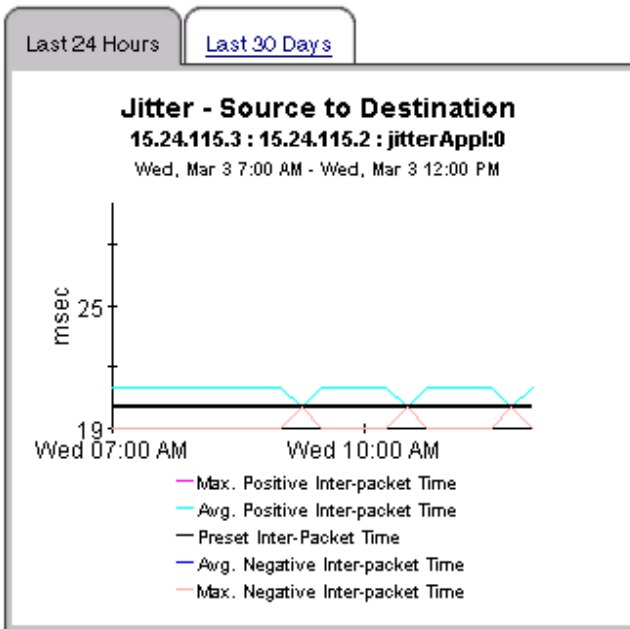 Last 24 Hours
Last 30 Days
Jitter - Source to Destination
15.24.115.3 : 15.24.115.2 : jitterAppl:0
Wed, Mar 3 7:00 AM - Wed, Mar 3 12:00 PM
msec
25
19
Wed 07:00 AM
Wed 10:00 AM
Max. Positive Inter-packet Time
Avg. Positive Inter-packet Time
Preset Inter-Packet Time
Avg. Negative Inter-packet Time
Max. Negative Inter-packet Time